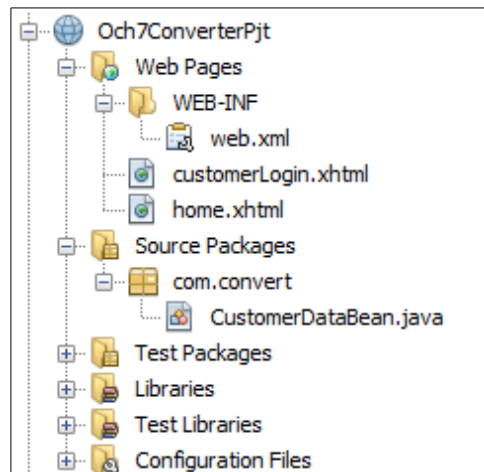 Och7ConverterPjt
Web Pages
WEB-INF
web.xml
customerLogin.xhtml
home.xhtml
Source Packages
com.convert
CustomerDataBean.java
Test Packages
Libraries
Test Libraries
Configuration Files